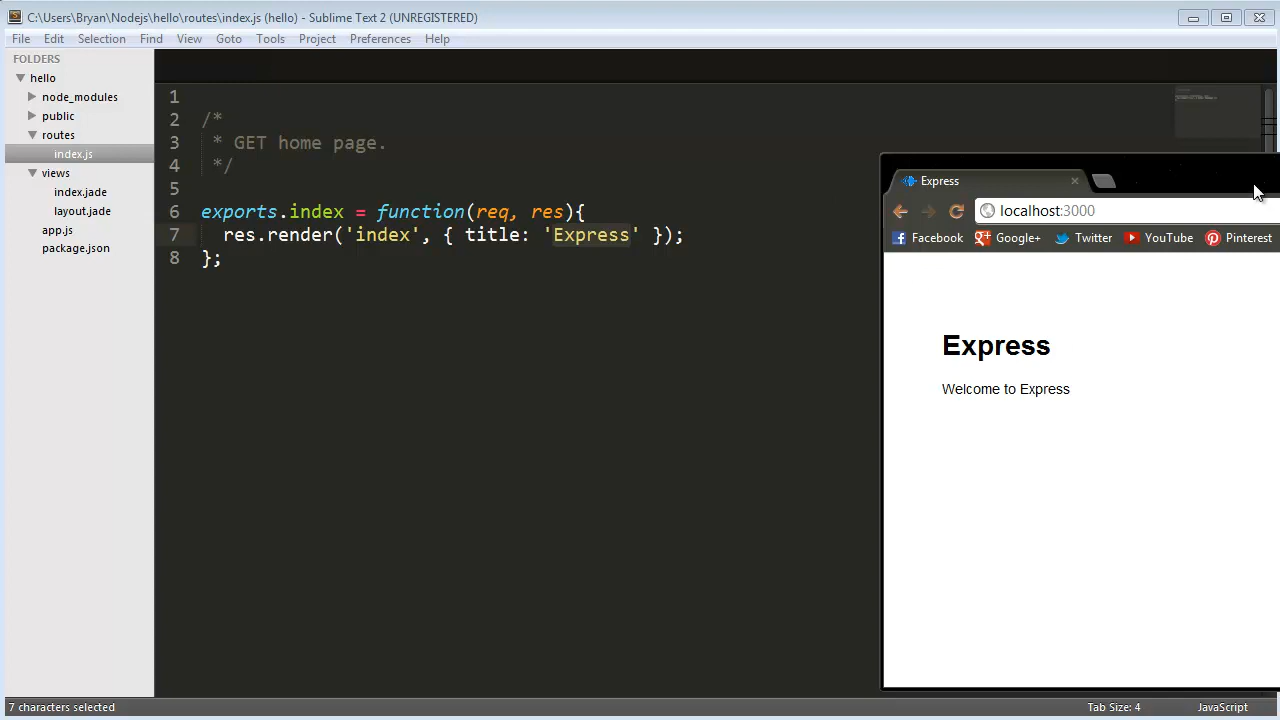 C:\Users\Bryan\Nodejs\hello\routes\index.js (hello) - Sublime Text 2 (UNREGISTERED)
File Edit Selection Find View Goto Tools Project Preferences Help
FOLDERS
hello
node_modules
public
routes
index.js
views
index.jade
layout.jade
app.js
package.json
1
2 /*
3 * GET home page.
4 */
5
6 exports.index = function(req, res){
7 res.render('index', { title: 'Express' });
8 };
Express
localhost:3000
Facebook Google+ Twitter YouTube Pinterest
Express
Welcome to Express
7 characters selected Tab Size: 4 JavaScript